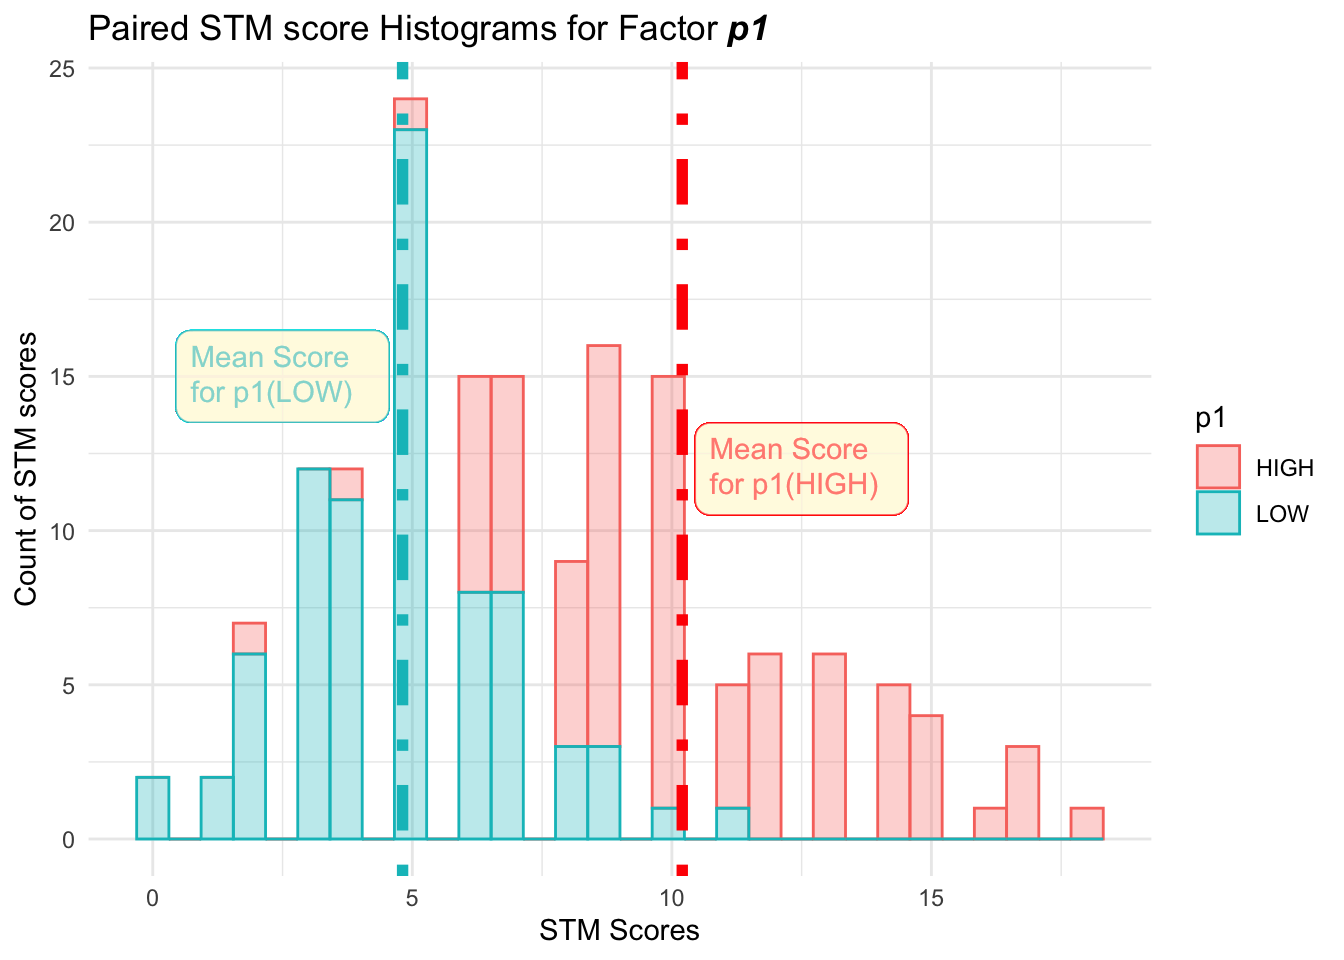 Paired STM score Histograms for Factor p1
25
20
15
10
5
0
Count of STM scores
Mean Score
for p1(LOW)
Mean Score
for p1(HIGH)
p1
HIGH
LOW
0
5
10
15
STM Scores